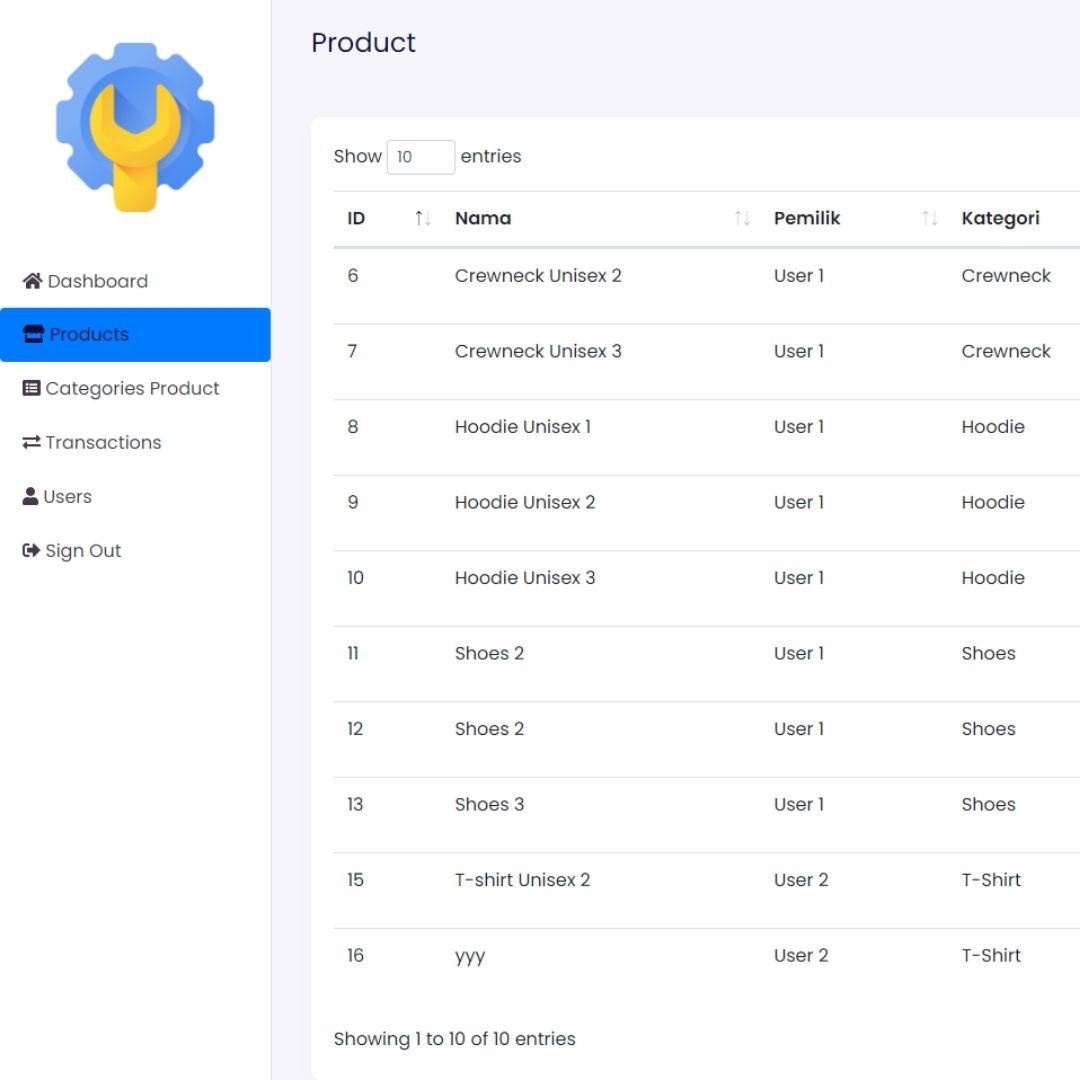 Product
Show 10 entries
ID Nama Pemilik Kategori
6 Crewneck Unisex 2 User 1 Crewneck
7 Crewneck Unisex 3 User 1 Crewneck
8 Hoodie Unisex 1 User 1 Hoodie
9 Hoodie Unisex 2 User 1 Hoodie
10 Hoodie Unisex 3 User 1 Hoodie
11 Shoes 2 User 1 Shoes
12 Shoes 2 User 1 Shoes
13 Shoes 3 User 1 Shoes
15 T-shirt Unisex 2 User 2 T-Shirt
16 yyy User 2 T-Shirt
Showing 1 to 10 of 10 entries
Dashboard
Products
Categories Product
Transactions
Users
Sign Out